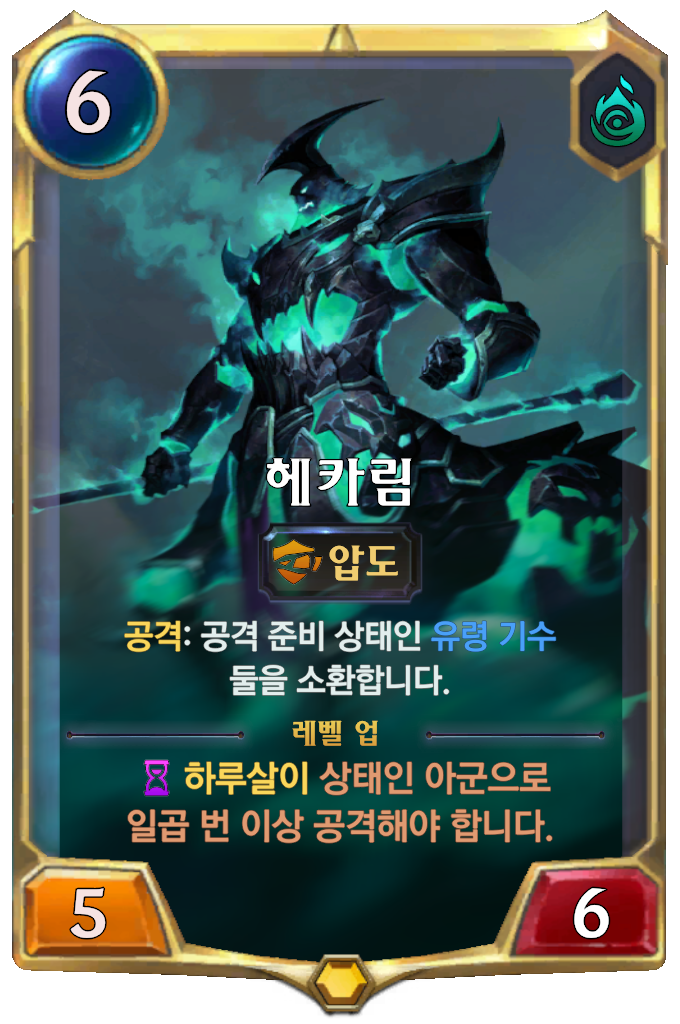 6
헤카림
압도
공격: 공격 준비 상태인 유령 기수
둘을 소환합니다.
레벨 업
하루살이 상태인 아군으로
일곱 번 이상 공격해야 합니다.
5
6